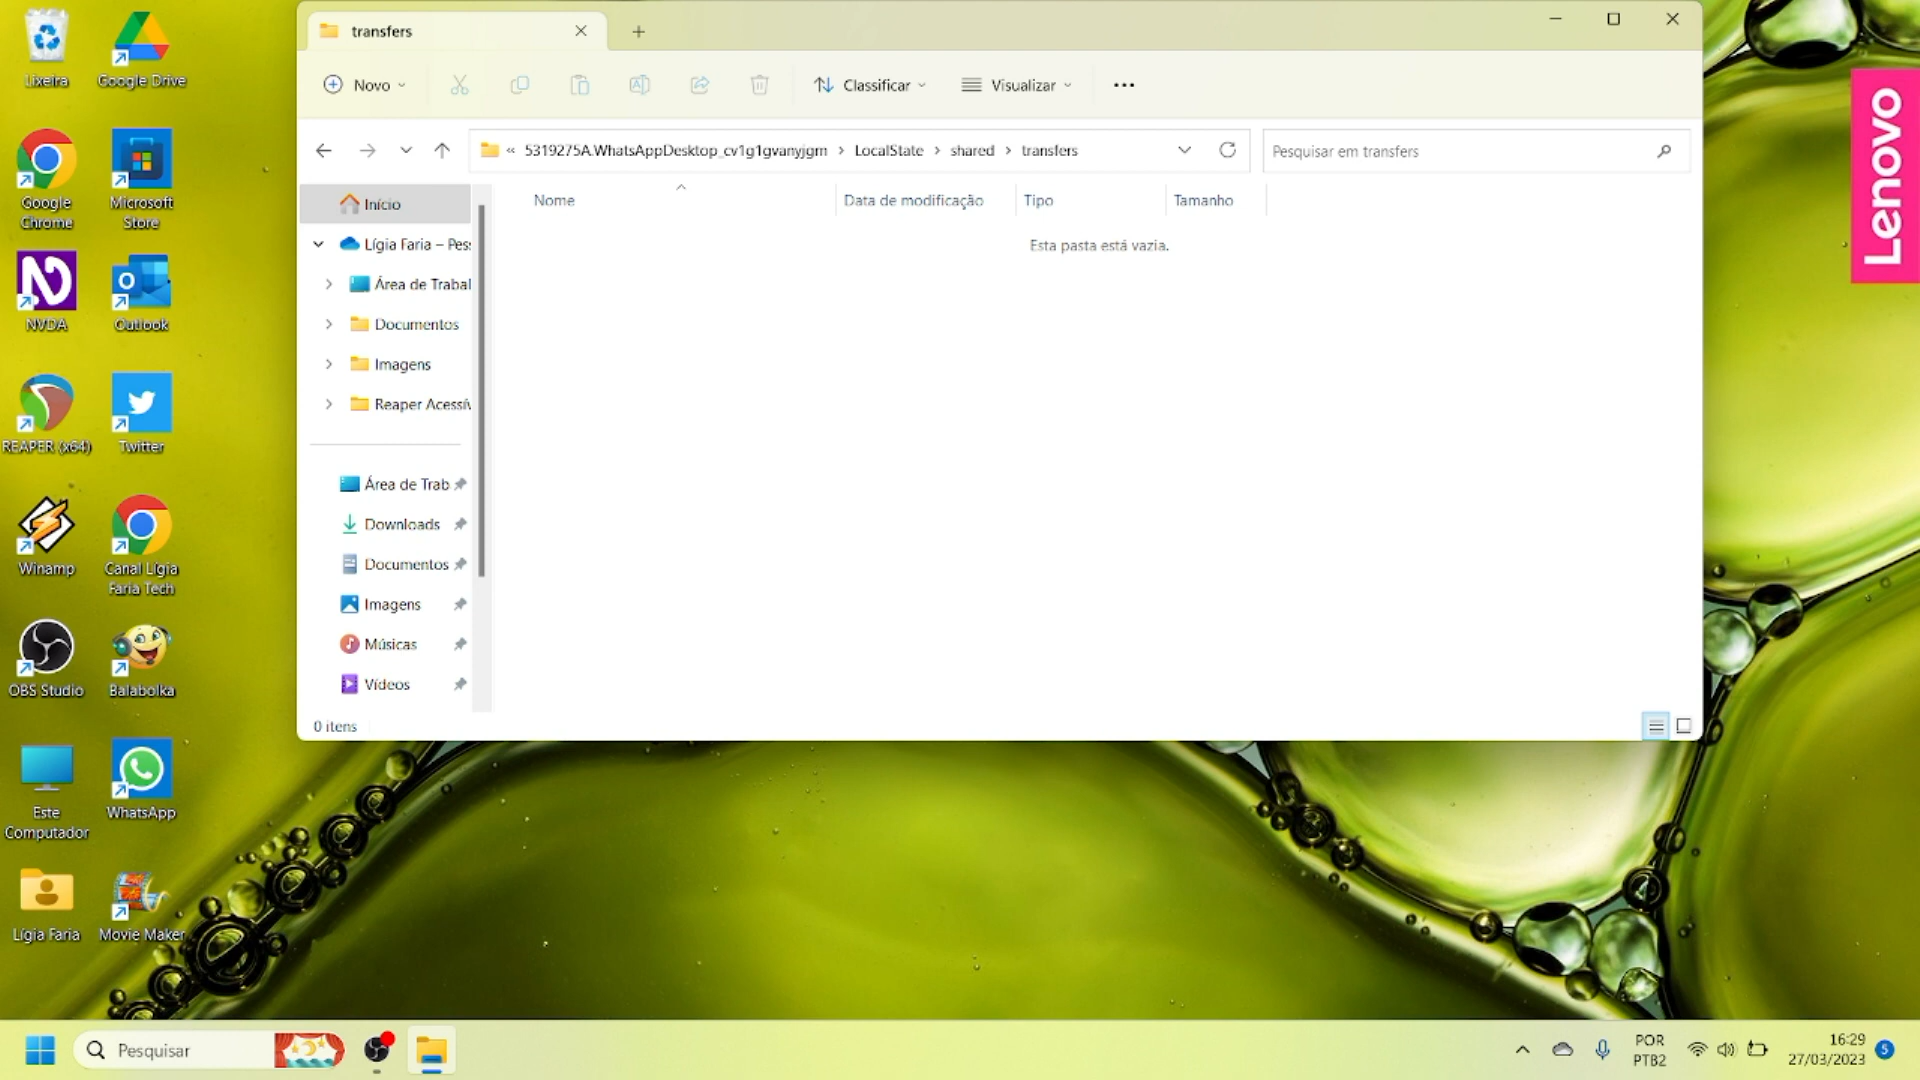 Lixeira
Google Drive
Google
Chrome
Microsoft
Store
NVDA
Outlook
REAPER (x64)
Twitter
Winamp
Canal Lígia
Faria Tech
OBS Studio
Balabolka
Este
Computador
WhatsApp
Lígia Faria
Movie Maker
transfers
Novo
Classificar
Visualizar
« 5319275A.WhatsAppDesktop_cv1g1gvanyjgm › LocalState › shared › transfers
Pesquisar em transfers
Início
Lígia Faria – Pes
Área de Trabal
Documentos
Imagens
Reaper Acessív
Área de Trab
Downloads
Documentos
Imagens
Músicas
Vídeos
Nome
Data de modificação
Tipo
Tamanho
Esta pasta está vazia.
0 itens
Lenovo
Pesquisar
POR
PTB2
16:29
27/03/2023
5